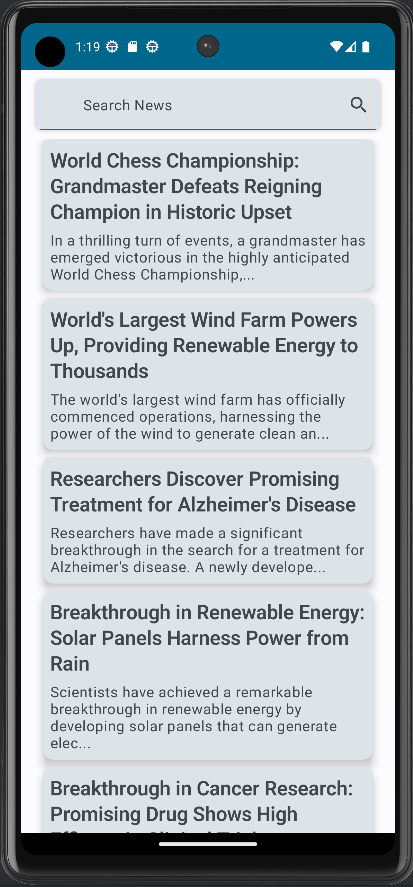 1:19
Search News
World Chess Championship:
Grandmaster Defeats Reigning
Champion in Historic Upset
In a thrilling turn of events, a grandmaster has
emerged victorious in the highly anticipated
World Chess Championship,...
World's Largest Wind Farm Powers
Up, Providing Renewable Energy to
Thousands
The world's largest wind farm has officially
commenced operations, harnessing the
power of the wind to generate clean an...
Researchers Discover Promising
Treatment for Alzheimer's Disease
Researchers have made a significant
breakthrough in the search for a treatment for
Alzheimer's disease. A newly develope...
Breakthrough in Renewable Energy:
Solar Panels Harness Power from
Rain
Scientists have achieved a remarkable
breakthrough in renewable energy by
developing solar panels that can generate
elec...
Breakthrough in Cancer Research:
Promising Drug Shows High